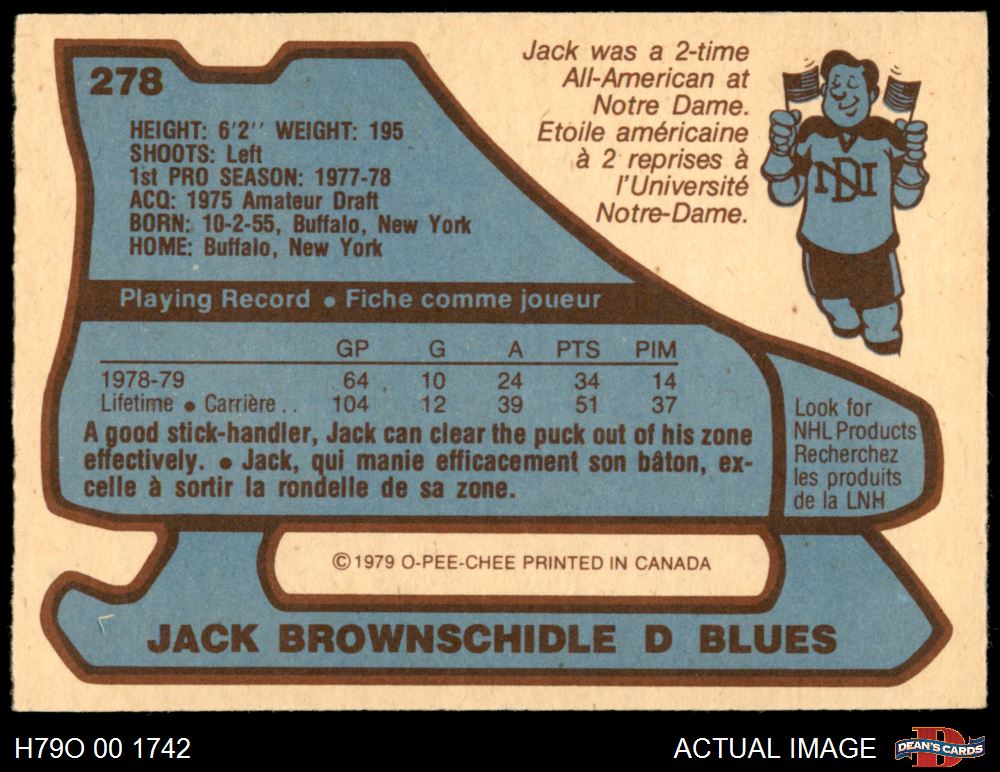 278
HEIGHT: 6'2'' WEIGHT: 195
SHOOTS: Left
1st PRO SEASON: 1977-78
ACQ: 1975 Amateur Draft
BORN: 10-2-55, Buffalo, New York
HOME: Buffalo, New York
Jack was a 2-time
All-American at
Notre Dame.
Etoile américaine
à 2 reprises à
l'Université
Notre-Dame.
ND
Playing Record • Fiche comme joueur
GP G A PTS PIM
1978-79 64 10 24 34 14
Lifetime • Carrière .. 104 12 39 51 37
A good stick-handler, Jack can clear the puck out of his zone
effectively. • Jack, qui manie efficacement son bâton, ex-
celle à sortir la rondelle de sa zone.
Look for
NHL Products
Recherchez
les produits
de la LNH
©1979 O-PEE-CHEE PRINTED IN CANADA
JACK BROWNSCHIDLE D BLUES
H79O 00 1742
ACTUAL IMAGE
D
DEAN'S CARDS